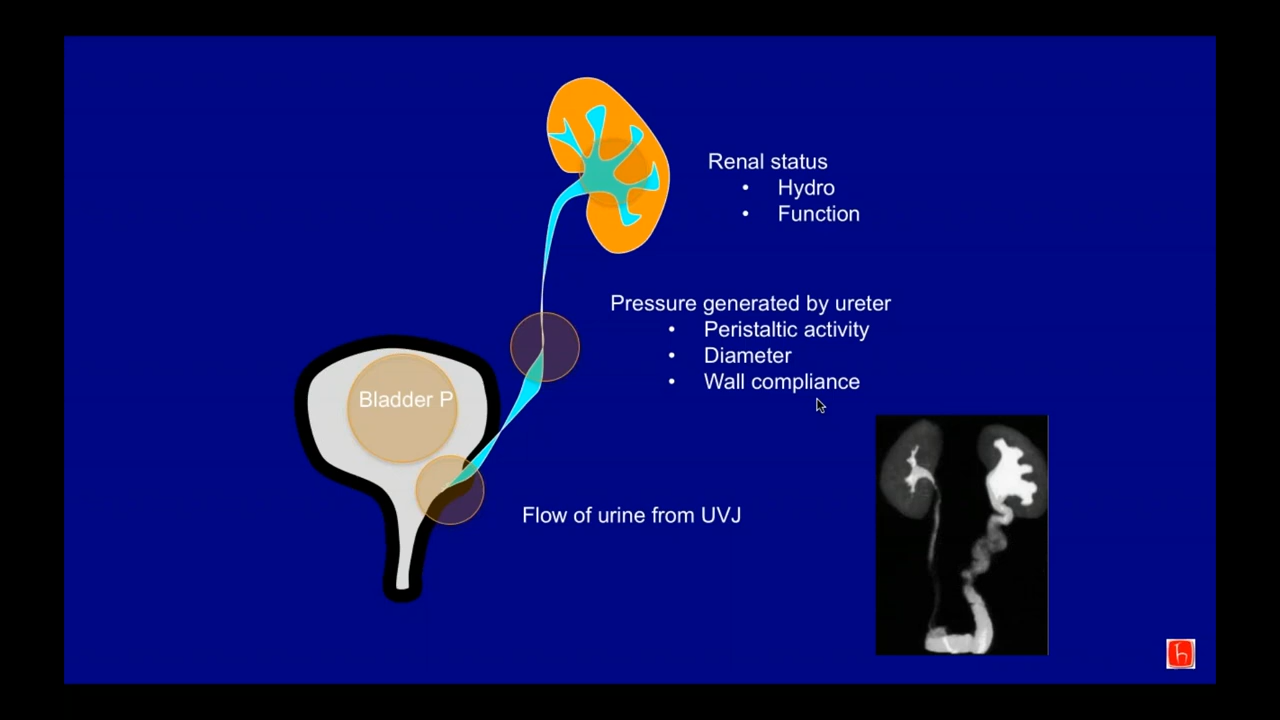 Renal status
• Hydro
• Function
Pressure generated by ureter
• Peristaltic activity
• Diameter
• Wall compliance
Bladder P
Flow of urine from UVJ